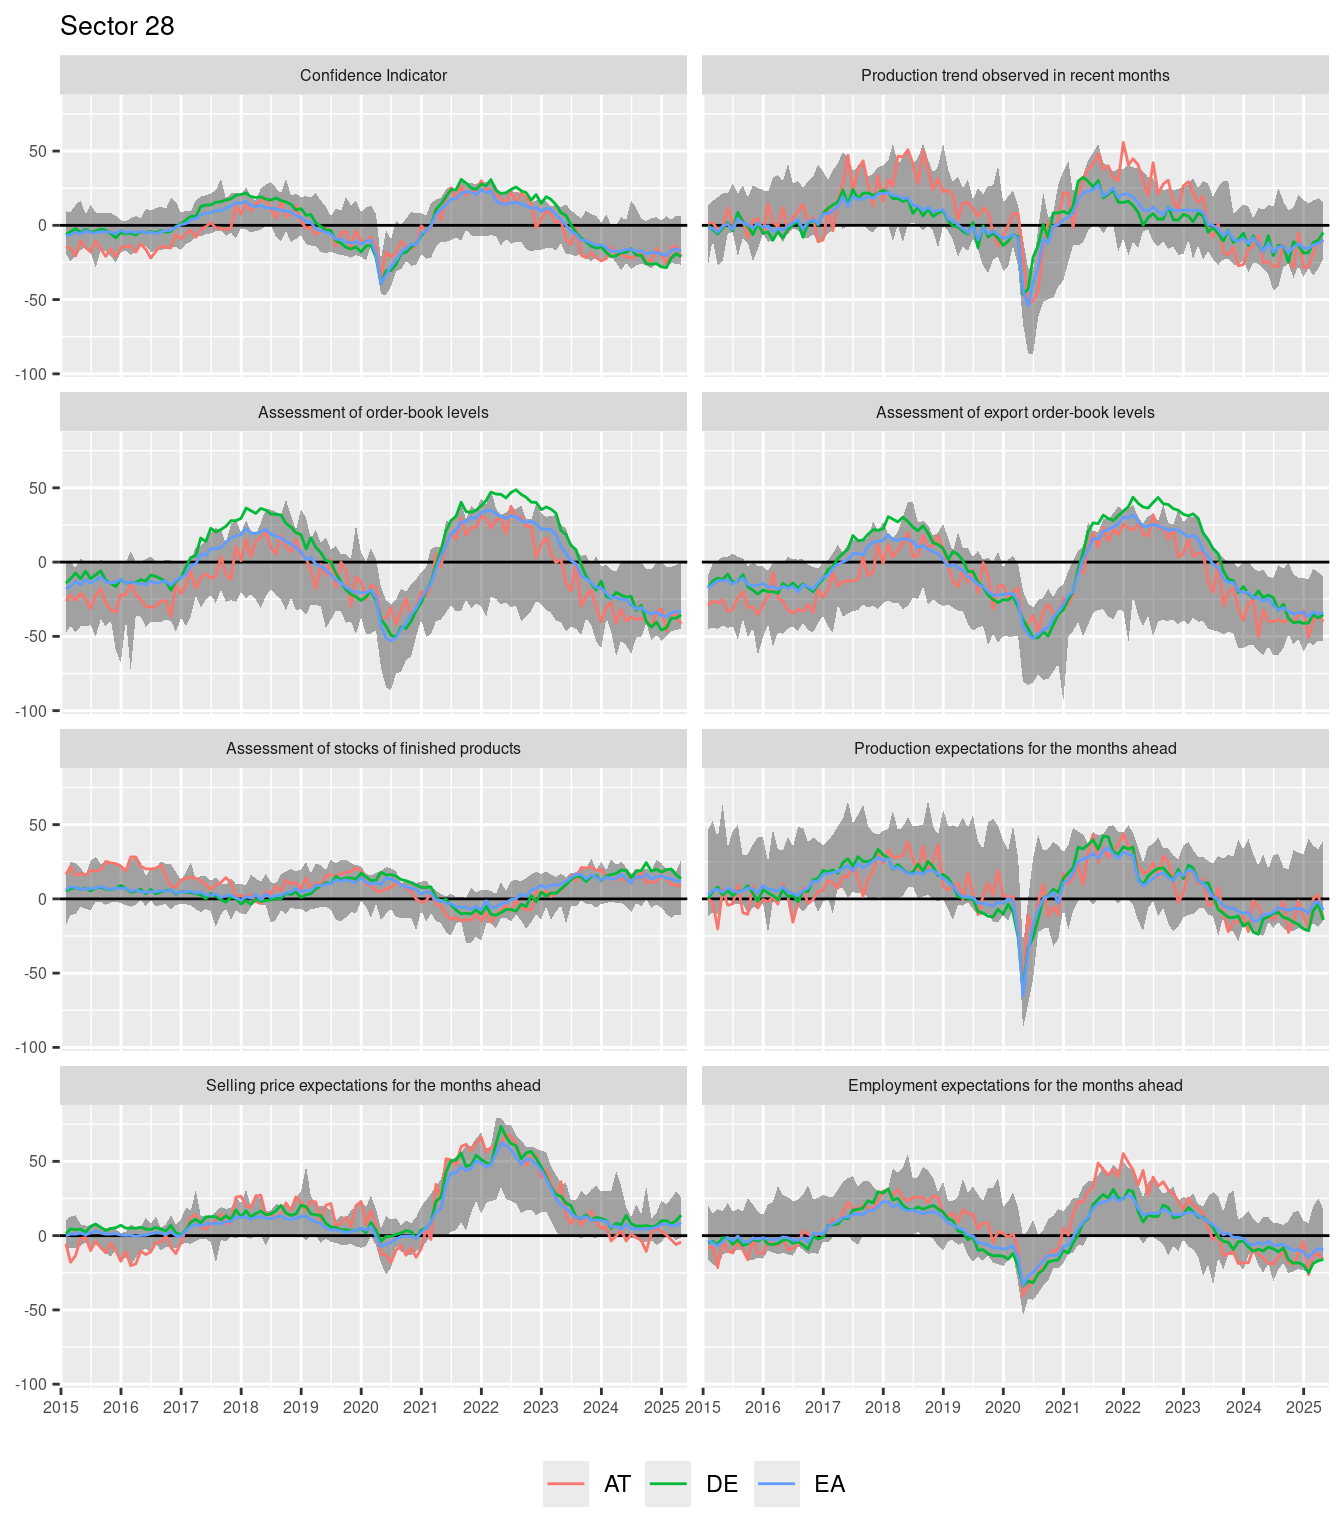 Sector 28
Confidence Indicator
Production trend observed in recent months
50
0
-50
-100
Assessment of order-book levels
Assessment of export order-book levels
50
0
-50
-100
Assessment of stocks of finished products
Production expectations for the months ahead
50
0
-50
-100
Selling price expectations for the months ahead
Employment expectations for the months ahead
50
0
-50
-100
2015 2016 2017 2018 2019 2020 2021 2022 2023 2024 2025
2015 2016 2017 2018 2019 2020 2021 2022 2023 2024 2025
AT DE EA